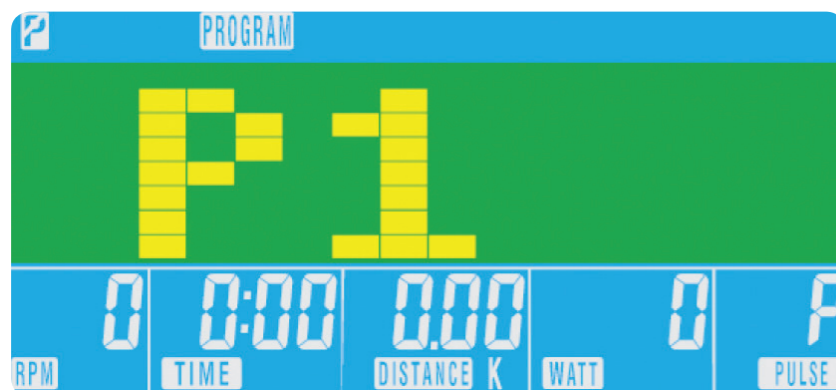 P PROGRAM
P1
0 0:00 0.00 0 P
RPM TIME DISTANCE K WATT PULSE